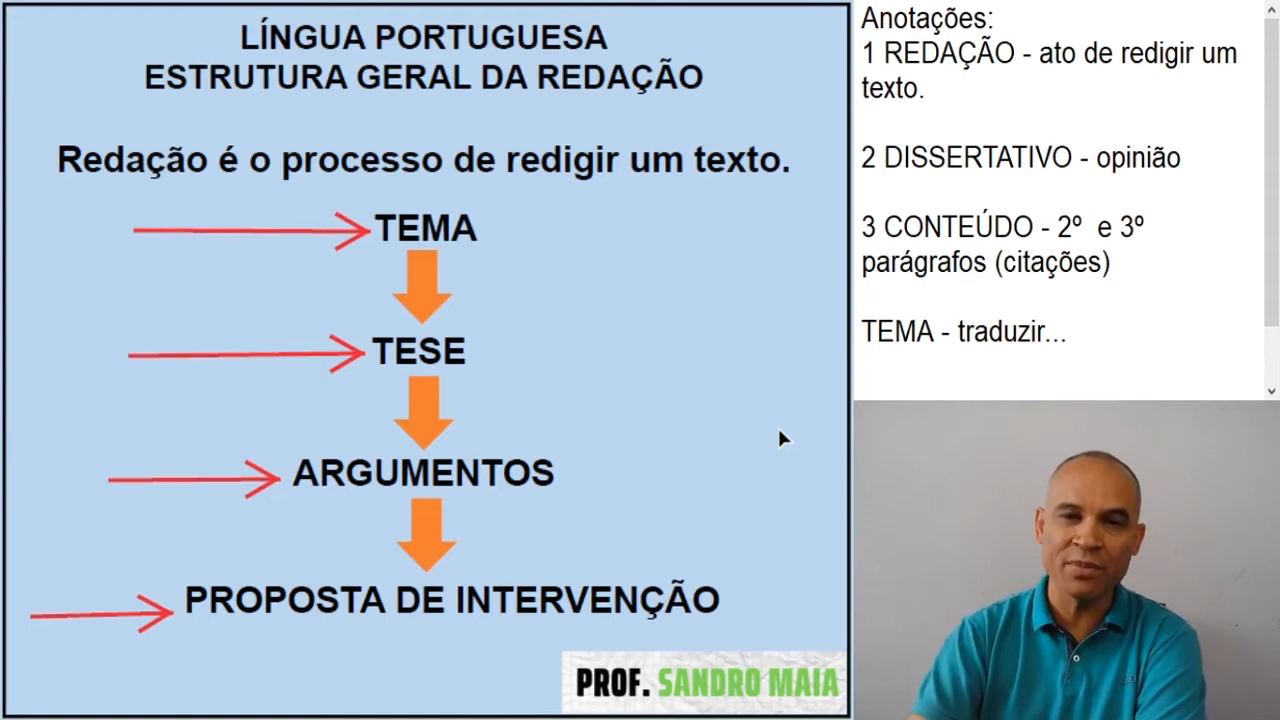 LÍNGUA PORTUGUESA
ESTRUTURA GERAL DA REDAÇÃO
Redação é o processo de redigir um texto.
TEMA
TESE
ARGUMENTOS
PROPOSTA DE INTERVENÇÃO
PROF. SANDRO MAIA
Anotações:
1 REDAÇÃO - ato de redigir um
texto.
2 DISSERTATIVO - opinião
3 CONTEÚDO - 2º  e 3º
parágrafos (citações)
TEMA - traduzir...